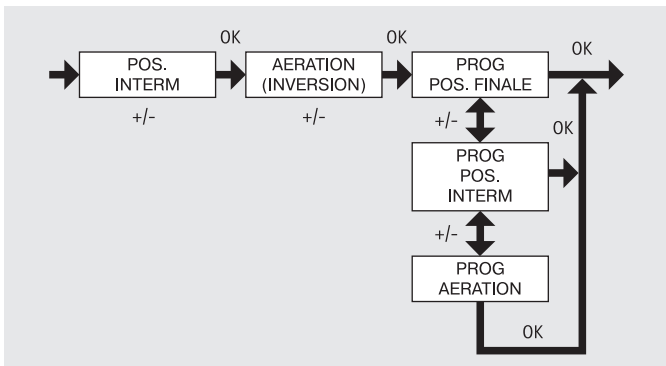 OK
OK
OK
POS.
INTERM
AERATION
(INVERSION)
PROG
POS. FINALE
+/-
+/-
+/-
OK
PROG
POS.
INTERM
+/-
PROG
AERATION
OK